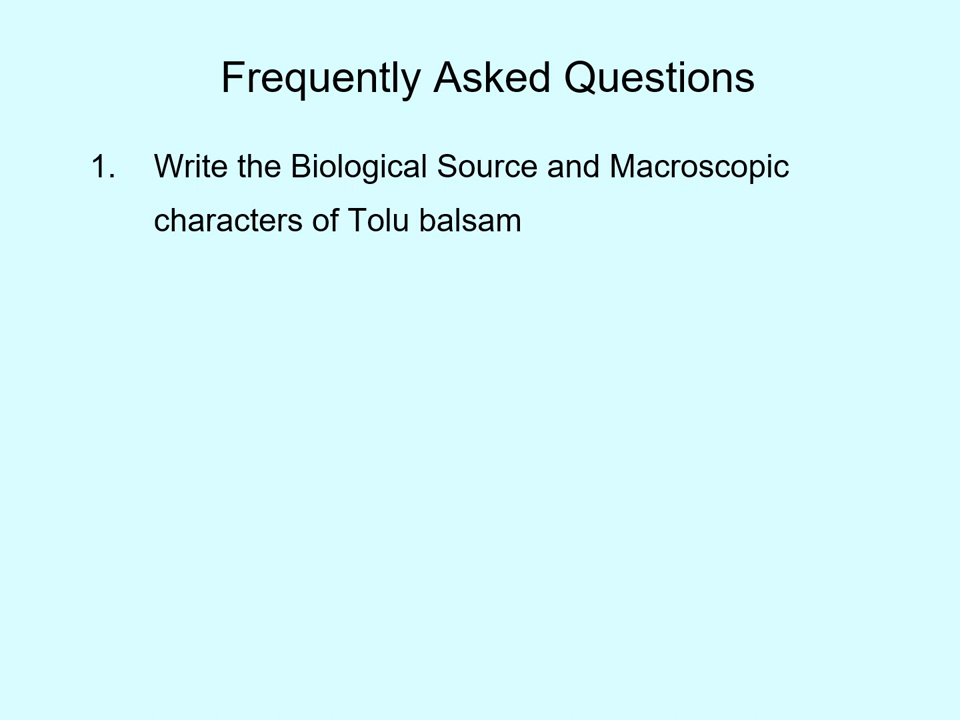 Frequently Asked Questions
1. Write the Biological Source and Macroscopic
characters of Tolu balsam